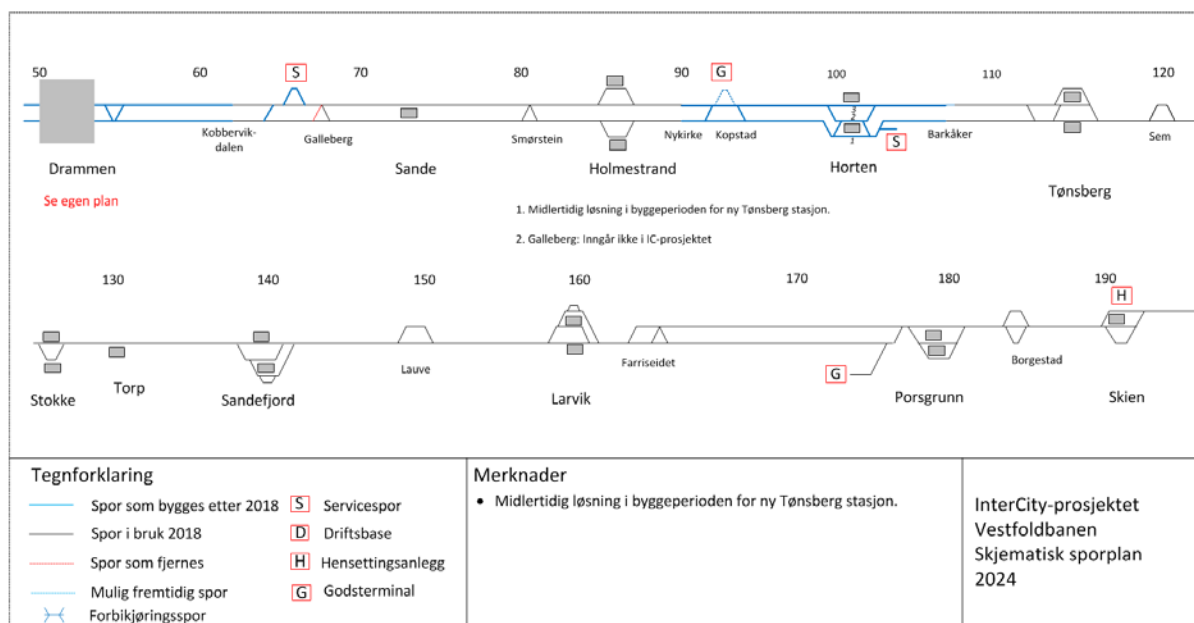 50 60 S 70 80 90 G 100 110 120
Kobbervik-
dalen
Galleberg
Smørstein
Nykirke
Kopstad
S
Barkåker
Sem
Drammen
Sande
Holmestrand
Horten
Tønsberg
Se egen plan
1
2
3
1. Midlertidig løsning i byggeperioden for ny Tønsberg stasjon.
2. Galleberg: Inngår ikke i IC-prosjektet
130 140 150 160 170 180 190
H
Lauve
Farriseidet
G
Borgestad
Stokke
Torp
Sandefjord
Larvik
Porsgrunn
Skien
Tegnforklaring
Spor som bygges etter 2018
Spor i bruk 2018
Spor som fjernes
Mulig fremtidig spor
Forbikjøringsspor
S Servicespor
D Driftsbase
H Hensettingsanlegg
G Godsterminal
Merknader
• Midlertidig løsning i byggeperioden for ny Tønsberg stasjon.
InterCity-prosjektet
Vestfoldbanen
Skjematisk sporplan
2024